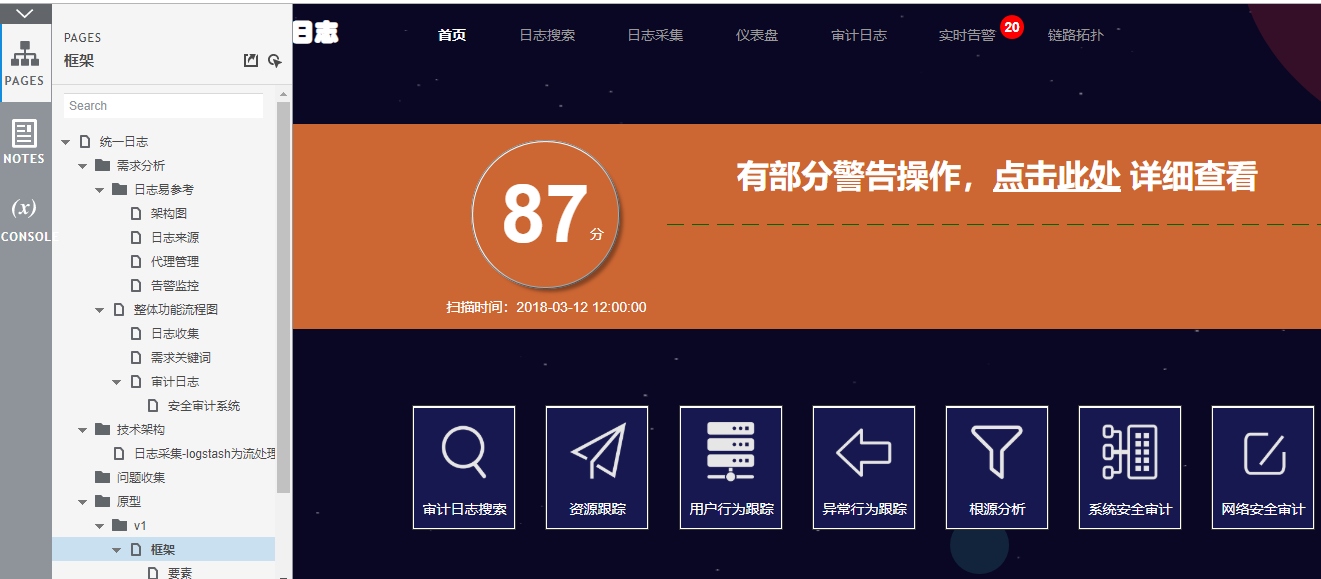 PAGES
NOTES
(x)
CONSOLE
PAGES
框架
Search
统一日志
需求分析
日志易参考
架构图
日志来源
代理管理
告警监控
整体功能流程图
日志收集
需求关键词
审计日志
安全审计系统
技术架构
日志采集-logstash为流处理
问题收集
原型
v1
框架
要素
日志
首页 日志搜索 日志采集 仪表盘 审计日志 实时告警 20 链路拓扑
87分
扫描时间：2018-03-12 12:00:00
有部分警告操作，点击此处 详细查看
审计日志搜索 资源跟踪 用户行为跟踪 异常行为跟踪 根源分析 系统安全审计 网络安全审计